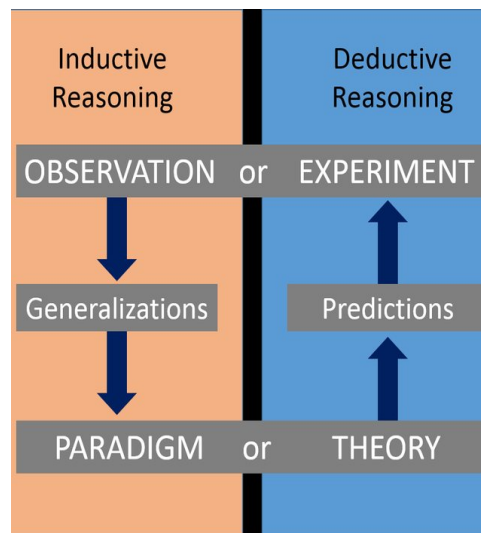 Inductive
Reasoning
Deductive
Reasoning
OBSERVATION or EXPERIMENT
Generalizations
Predictions
PARADIGM or THEORY